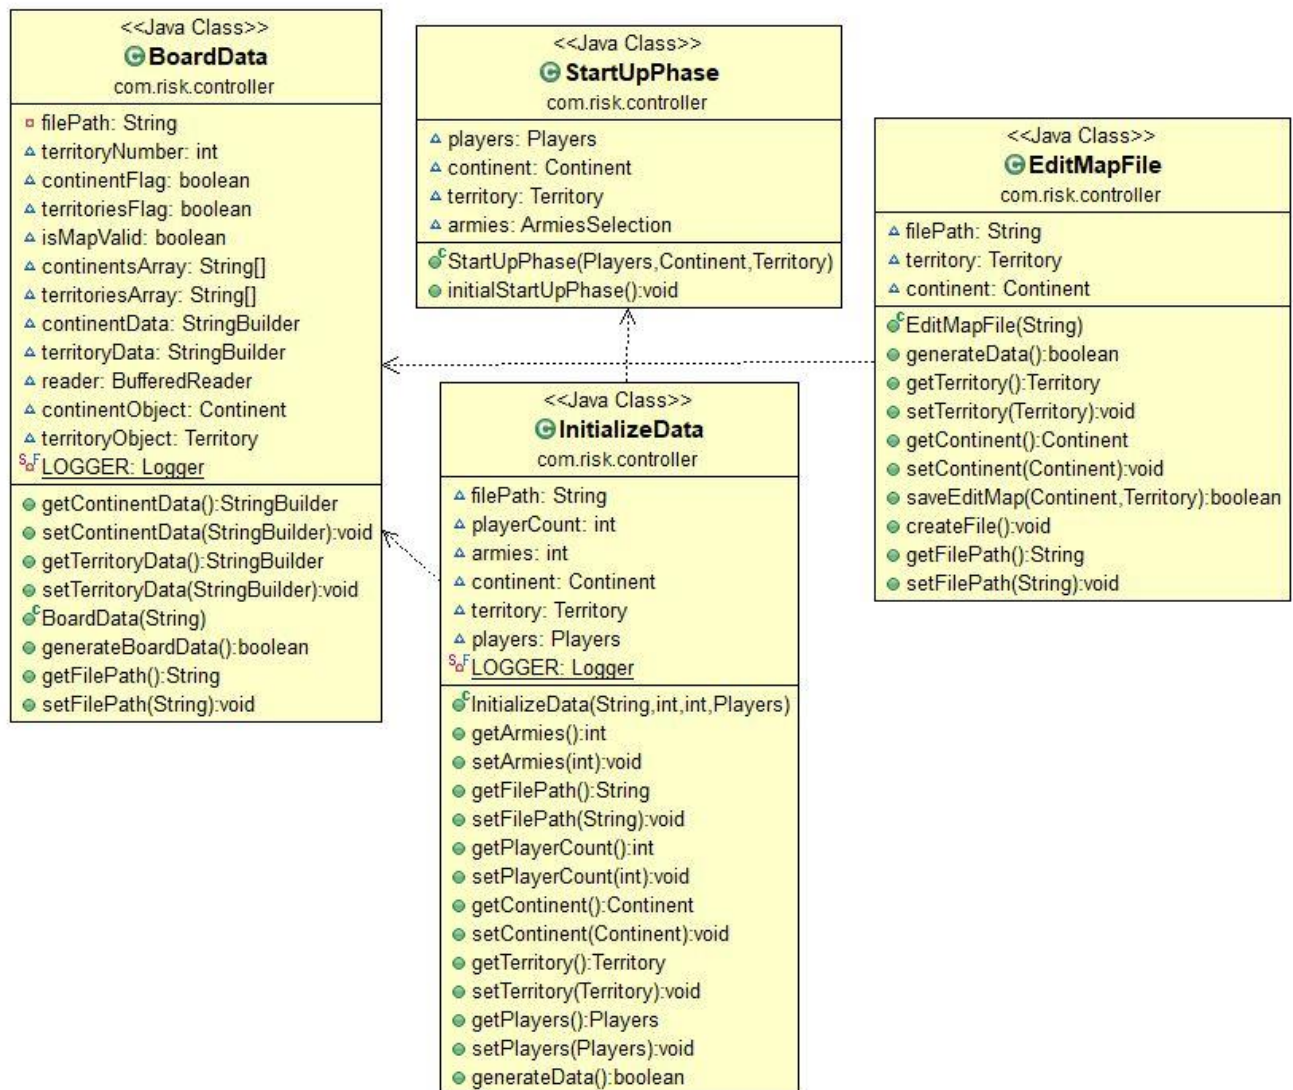 <<Java Class>>
BoardData
com.risk.controller
filePath: String
territoryNumber: int
continentFlag: boolean
territoriesFlag: boolean
isMapValid: boolean
continentsArray: String[]
territoriesArray: String[]
continentData: StringBuilder
territoryData: StringBuilder
reader: BufferedReader
continentObject: Continent
territoryObject: Territory
LOGGER: Logger
getContinentData():StringBuilder
setContinentData(StringBuilder):void
getTerritoryData():StringBuilder
setTerritoryData(StringBuilder):void
BoardData(String)
generateBoardData():boolean
getFilePath():String
setFilePath(String):void
<<Java Class>>
StartUpPhase
com.risk.controller
players: Players
continent: Continent
territory: Territory
armies: ArmiesSelection
StartUpPhase(Players,Continent,Territory)
initialStartUpPhase():void
<<Java Class>>
EditMapFile
com.risk.controller
filePath: String
territory: Territory
continent: Continent
EditMapFile(String)
generateData():boolean
getTerritory():Territory
setTerritory(Territory):void
getContinent():Continent
setContinent(Continent):void
saveEditMap(Continent,Territory):boolean
createFile():void
getFilePath():String
setFilePath(String):void
<<Java Class>>
InitializeData
com.risk.controller
filePath: String
playerCount: int
armies: int
continent: Continent
territory: Territory
players: Players
LOGGER: Logger
InitializeData(String,int,int,Players)
getArmies():int
setArmies(int):void
getFilePath():String
setFilePath(String):void
getPlayerCount():int
setPlayerCount(int):void
getContinent():Continent
setContinent(Continent):void
getTerritory():Territory
setTerritory(Territory):void
getPlayers():Players
setPlayers(Players):void
generateData():boolean